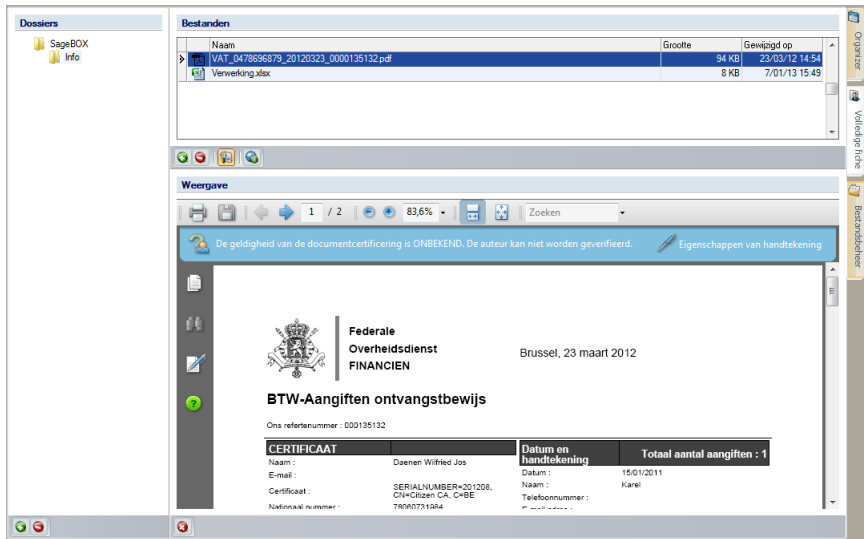 Dossiers
SageBOX
Info
Bestanden
Naam Grootte Gewijzigd op
VAT_0478696879_20120323_0000135132.pdf 94 KB 23/03/12 14:54
Verwerking.xlsx 8 KB 7/01/13 15:49
Weergave
1 / 2 83,6% Zoeken
De geldigheid van de documentcertificering is ONBEKEND. De auteur kan niet worden geverifieerd. Eigenschappen van handtekening
Federale
Overheidsdienst
FINANCIEN
Brussel, 23 maart 2012
BTW-Aangiften ontvangstbewijs
Ons refertenummer : 000135132
CERTIFICAAT
Naam : Daenen Wilfried Jos
E-mail :
Certificaat : SERIALNUMBER=201208,
CN=Citizen CA, C=BE
Nationaal nummer : 78060731984
Datum en
handtekening
Totaal aantal aangiften : 1
Datum : 15/01/2011
Naam : Karel
Telefoonnummer :
E-mail adres :
Organizer
Volledige fiche
Bestandsbeheer